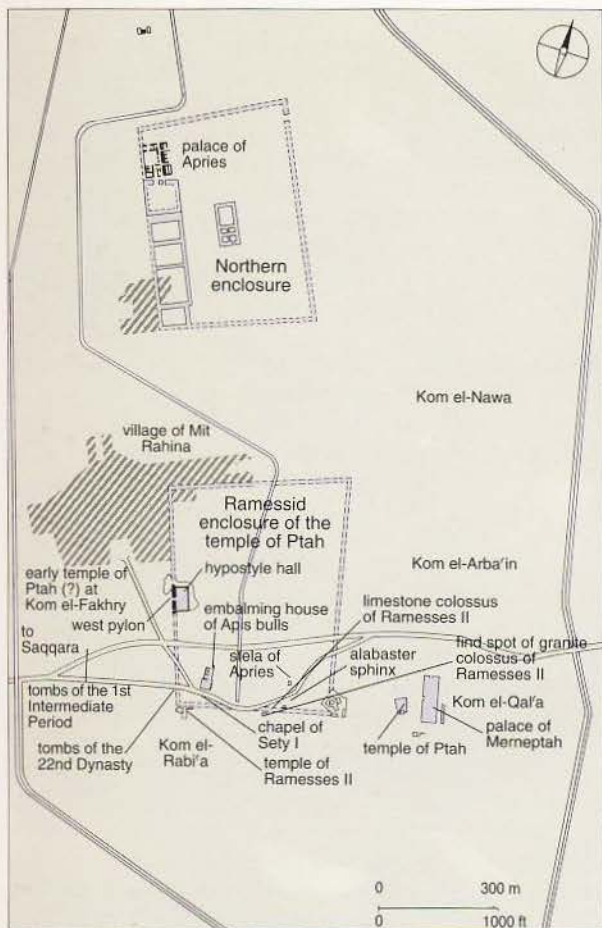 palace of
Apries
Northern
enclosure
Kom el-Nawa
village of Mit
Rahina
Ramessid
enclosure of the
temple of Ptah
early temple of
Ptah (?) at
Kom el-Fakhry
hypostyle hall
Kom el-Arba'in
west pylon
embalming house
of Apis bulls
limestone colossus
of Ramesses II
to
Saqqara
stela of
Apries
alabaster
sphinx
find spot of granite
colossus of
Ramesses II
tombs of the 1st
Intermediate
Period
Kom el-Qal'a
tombs of the
22nd Dynasty
Kom el-
Rabi'a
chapel of
Sety I
temple of
Ramesses II
temple of Ptah
palace of
Merneptah
0 300 m
0 1000 ft